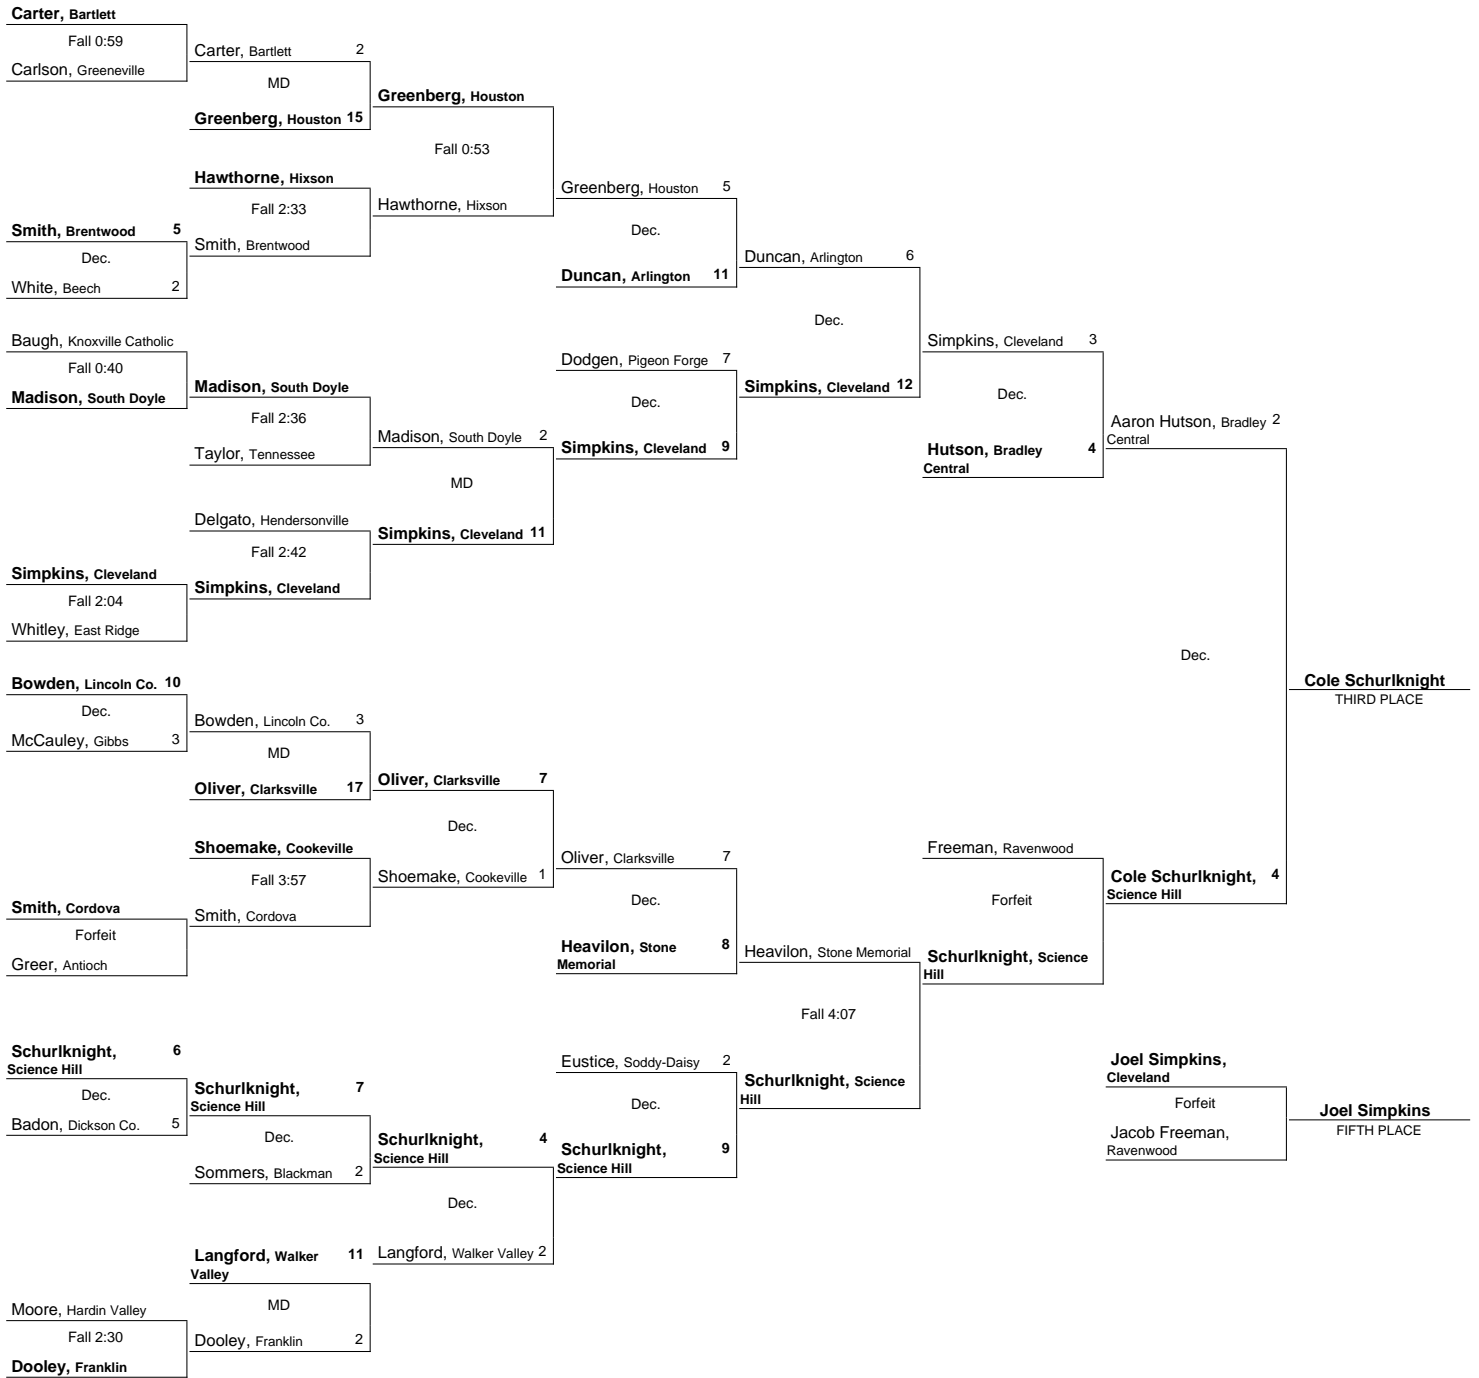 Carter, Bartlett
Fall 0:59
Carlson, Greeneville
Smith, Brentwood 5
Dec.
White, Beech 2
Baugh, Knoxville Catholic
Fall 0:40
Madison, South Doyle
Simpkins, Cleveland
Fall 2:04
Whitley, East Ridge
Bowden, Lincoln Co. 10
Dec.
McCauley, Gibbs 3
Smith, Cordova
Forfeit
Greer, Antioch
Schurlknight, 6
Science Hill
Dec.
Badon, Dickson Co. 5
Moore, Hardin Valley
Fall 2:30
Dooley, Franklin
Carter, Bartlett 2
MD
Greenberg, Houston 15
Hawthorne, Hixson
Fall 2:33
Smith, Brentwood
Madison, South Doyle
Fall 2:36
Taylor, Tennessee
Delgato, Hendersonville
Fall 2:42
Simpkins, Cleveland
Bowden, Lincoln Co. 3
MD
Oliver, Clarksville 17
Shoemake, Cookeville
Fall 3:57
Smith, Cordova
Schurlknight, 7
Science Hill
Dec.
Sommers, Blackman 2
Langford, Walker 11
Valley
MD
Dooley, Franklin 2
Greenberg, Houston
Fall 0:53
Hawthorne, Hixson
Madison, South Doyle 2
MD
Simpkins, Cleveland 11
Oliver, Clarksville 7
Dec.
Shoemake, Cookeville 1
Schurlknight, 4
Science Hill
Dec.
Langford, Walker Valley 2
Greenberg, Houston 5
Dec.
Duncan, Arlington 11
Dodgen, Pigeon Forge 7
Dec.
Simpkins, Cleveland 9
Oliver, Clarksville 7
Dec.
Heavilon, Stone 8
Memorial
Eustice, Soddy-Daisy 2
Dec.
Schurlknight, 9
Science Hill
Duncan, Arlington 6
Dec.
Simpkins, Cleveland 12
Heavilon, Stone Memorial
Fall 4:07
Schurlknight, Science
Hill
Simpkins, Cleveland 3
Dec.
Hutson, Bradley 4
Central
Freeman, Ravenwood
Forfeit
Schurlknight, Science
Hill
Aaron Hutson, Bradley 2
Central
Dec.
Cole Schurlknight, 4
Science Hill
Cole Schurlknight
THIRD PLACE
Joel Simpkins,
Cleveland
Forfeit
Jacob Freeman,
Ravenwood
Joel Simpkins
FIFTH PLACE